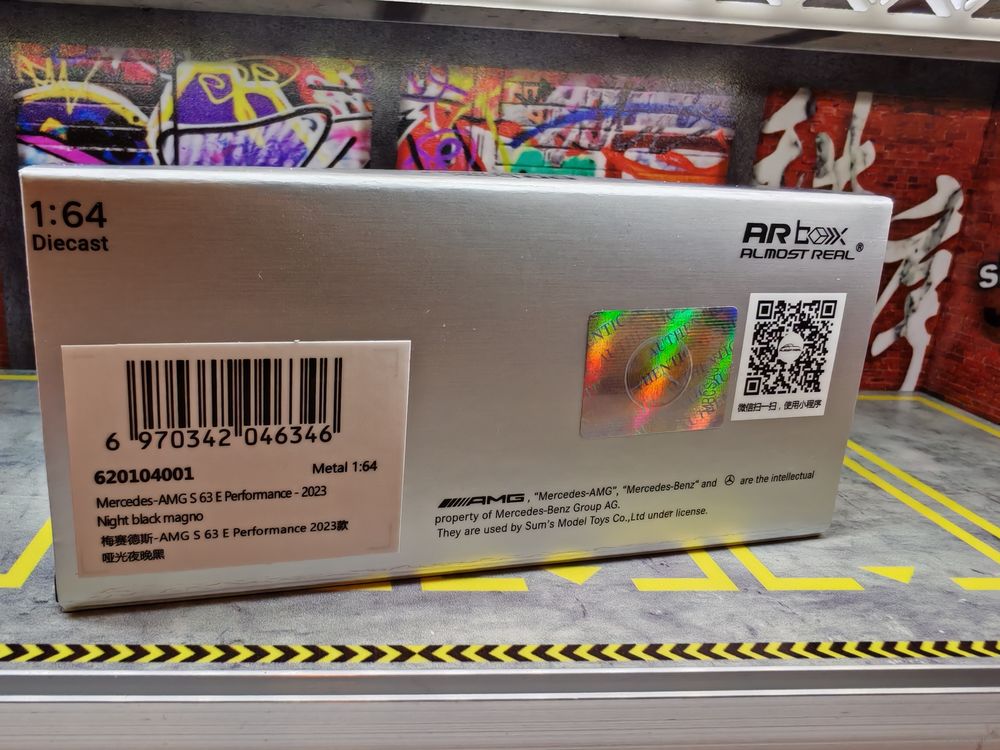 1:64
Diecast
AR box
ALMOST REAL®
AUTHENTIC
微信扫一扫，使用小程序
6 970342 046346
620104001
Metal 1:64
Mercedes-AMG S 63 E Performance - 2023
Night black magno
梅赛德斯-AMG S 63 E Performance 2023款
哑光夜晚黑
AMG, "Mercedes-AMG", "Mercedes-Benz" and are the intellectual
property of Mercedes-Benz Group AG.
They are used by Sum's Model Toys Co.,Ltd under license.